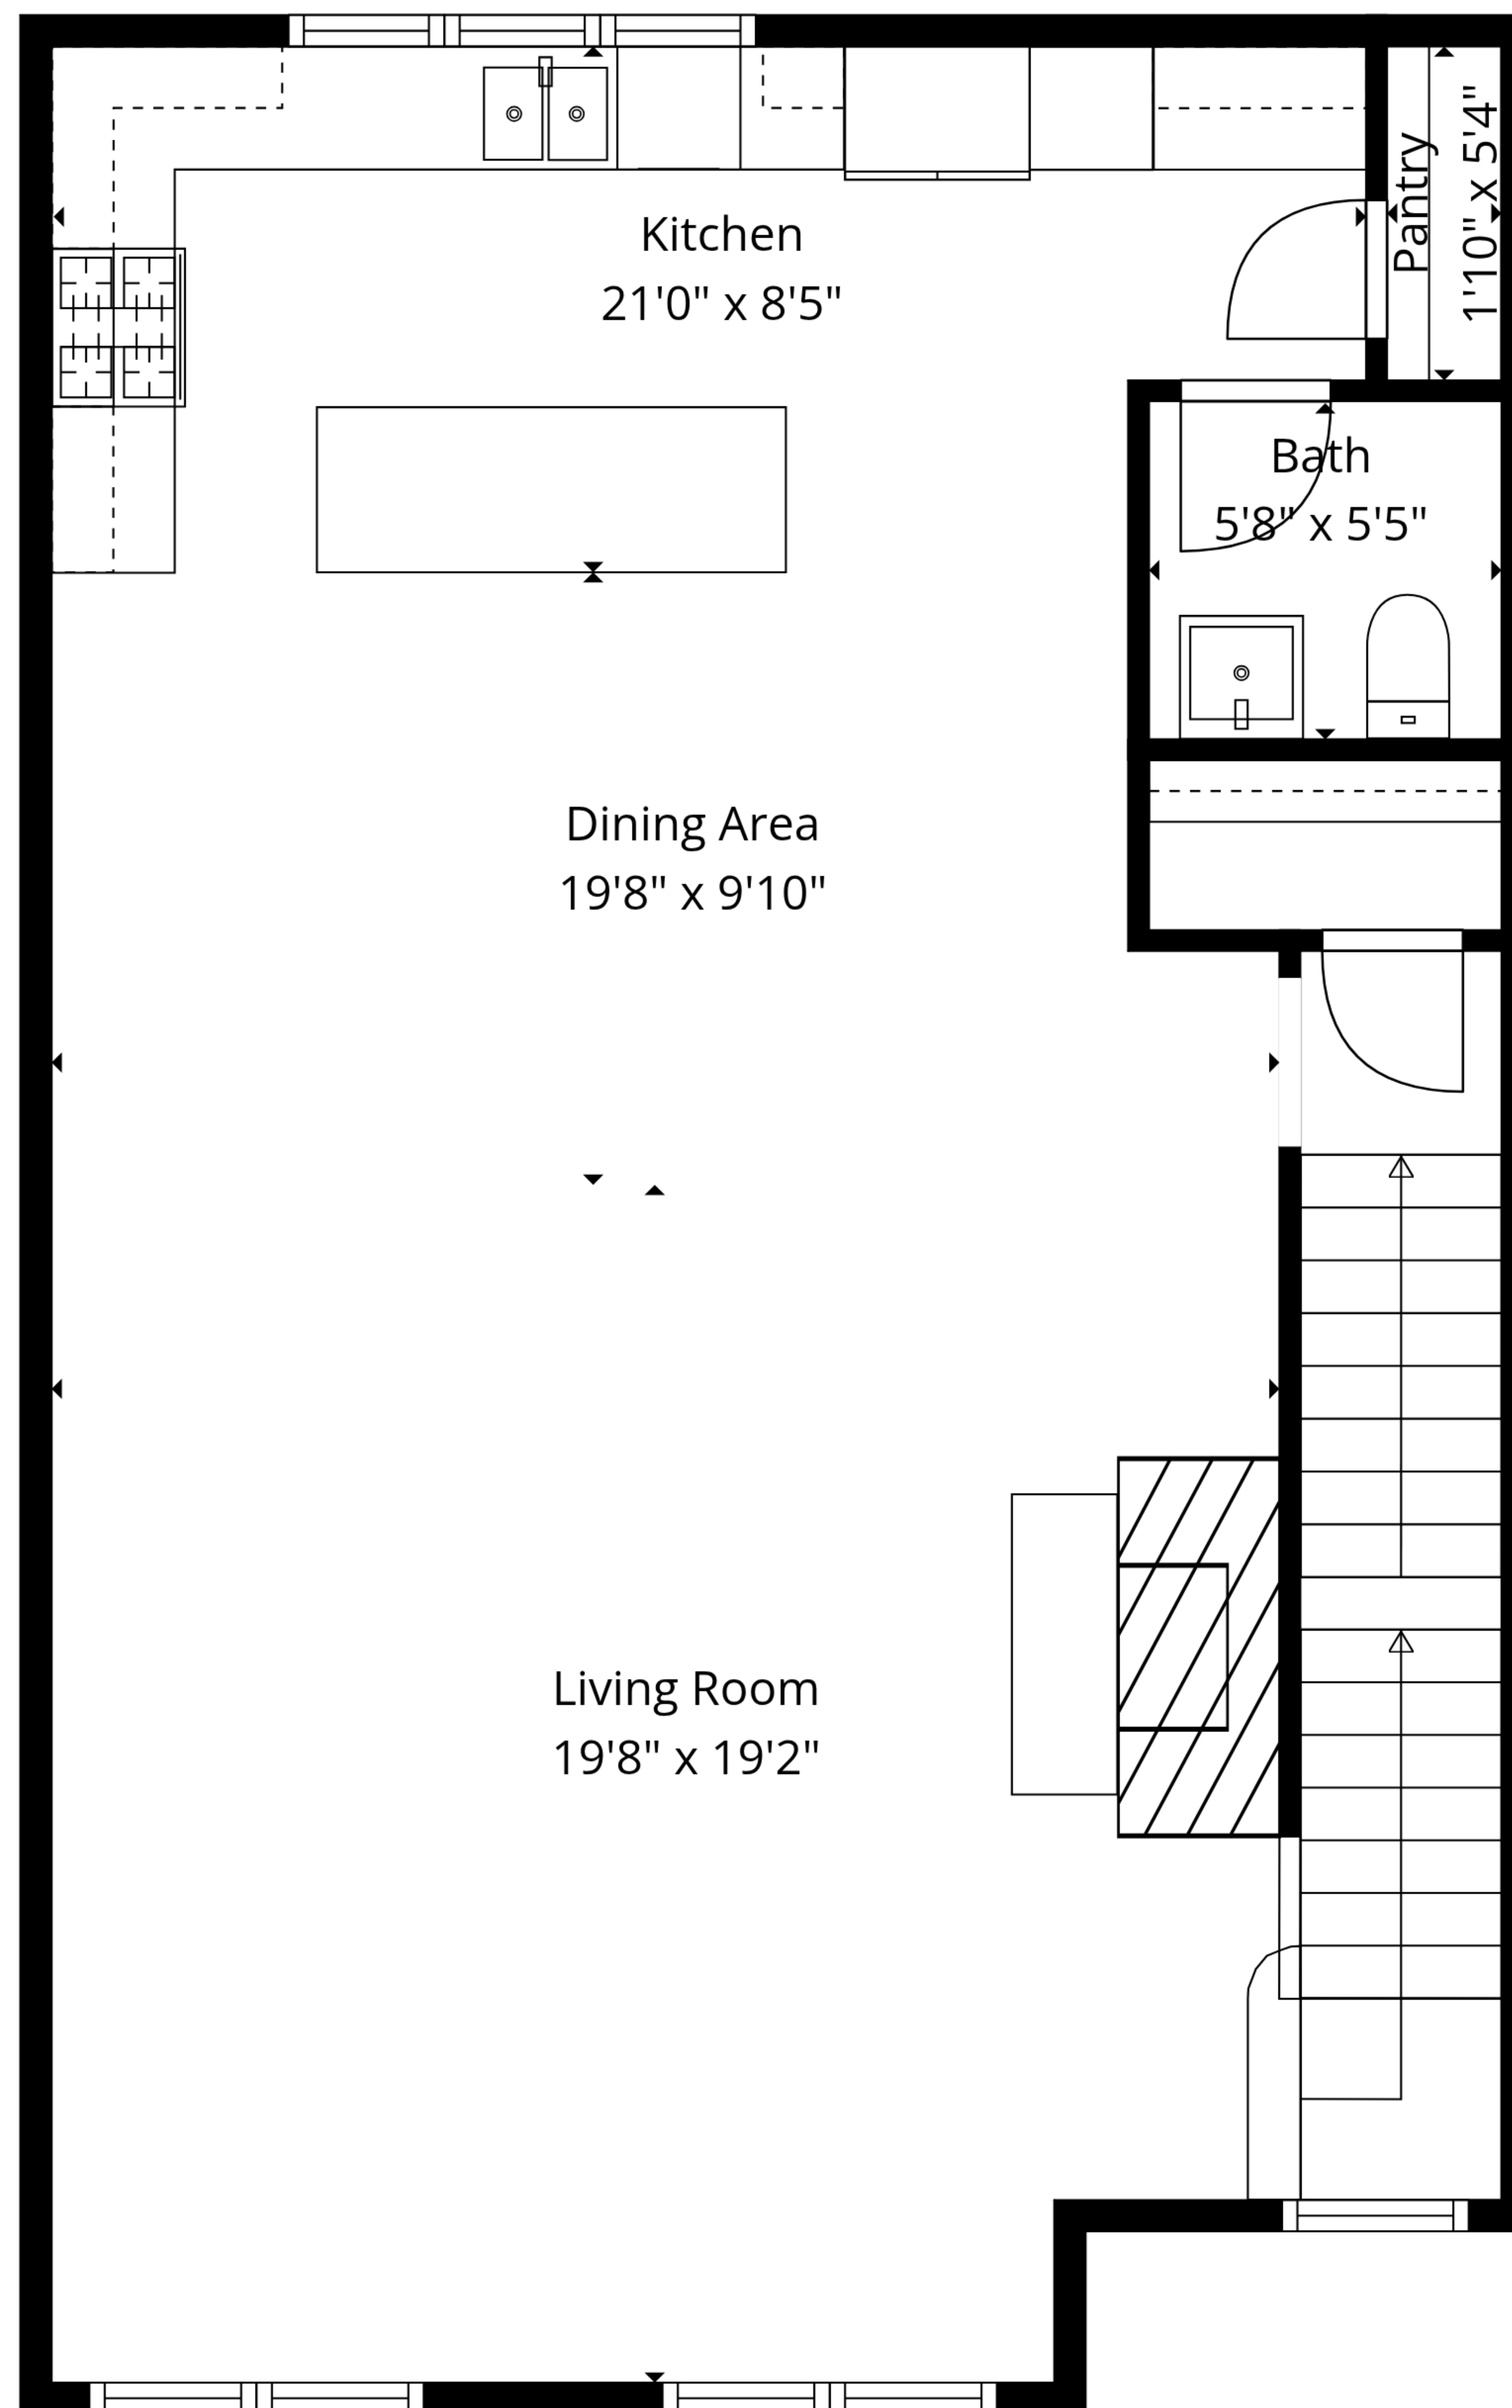 Kitchen
21'0" x 8'5"
Pantry
1'10" x 5'4"
Bath
5'8" x 5'5"
Dining Area
19'8" x 9'10"
Living Room
19'8" x 19'2"